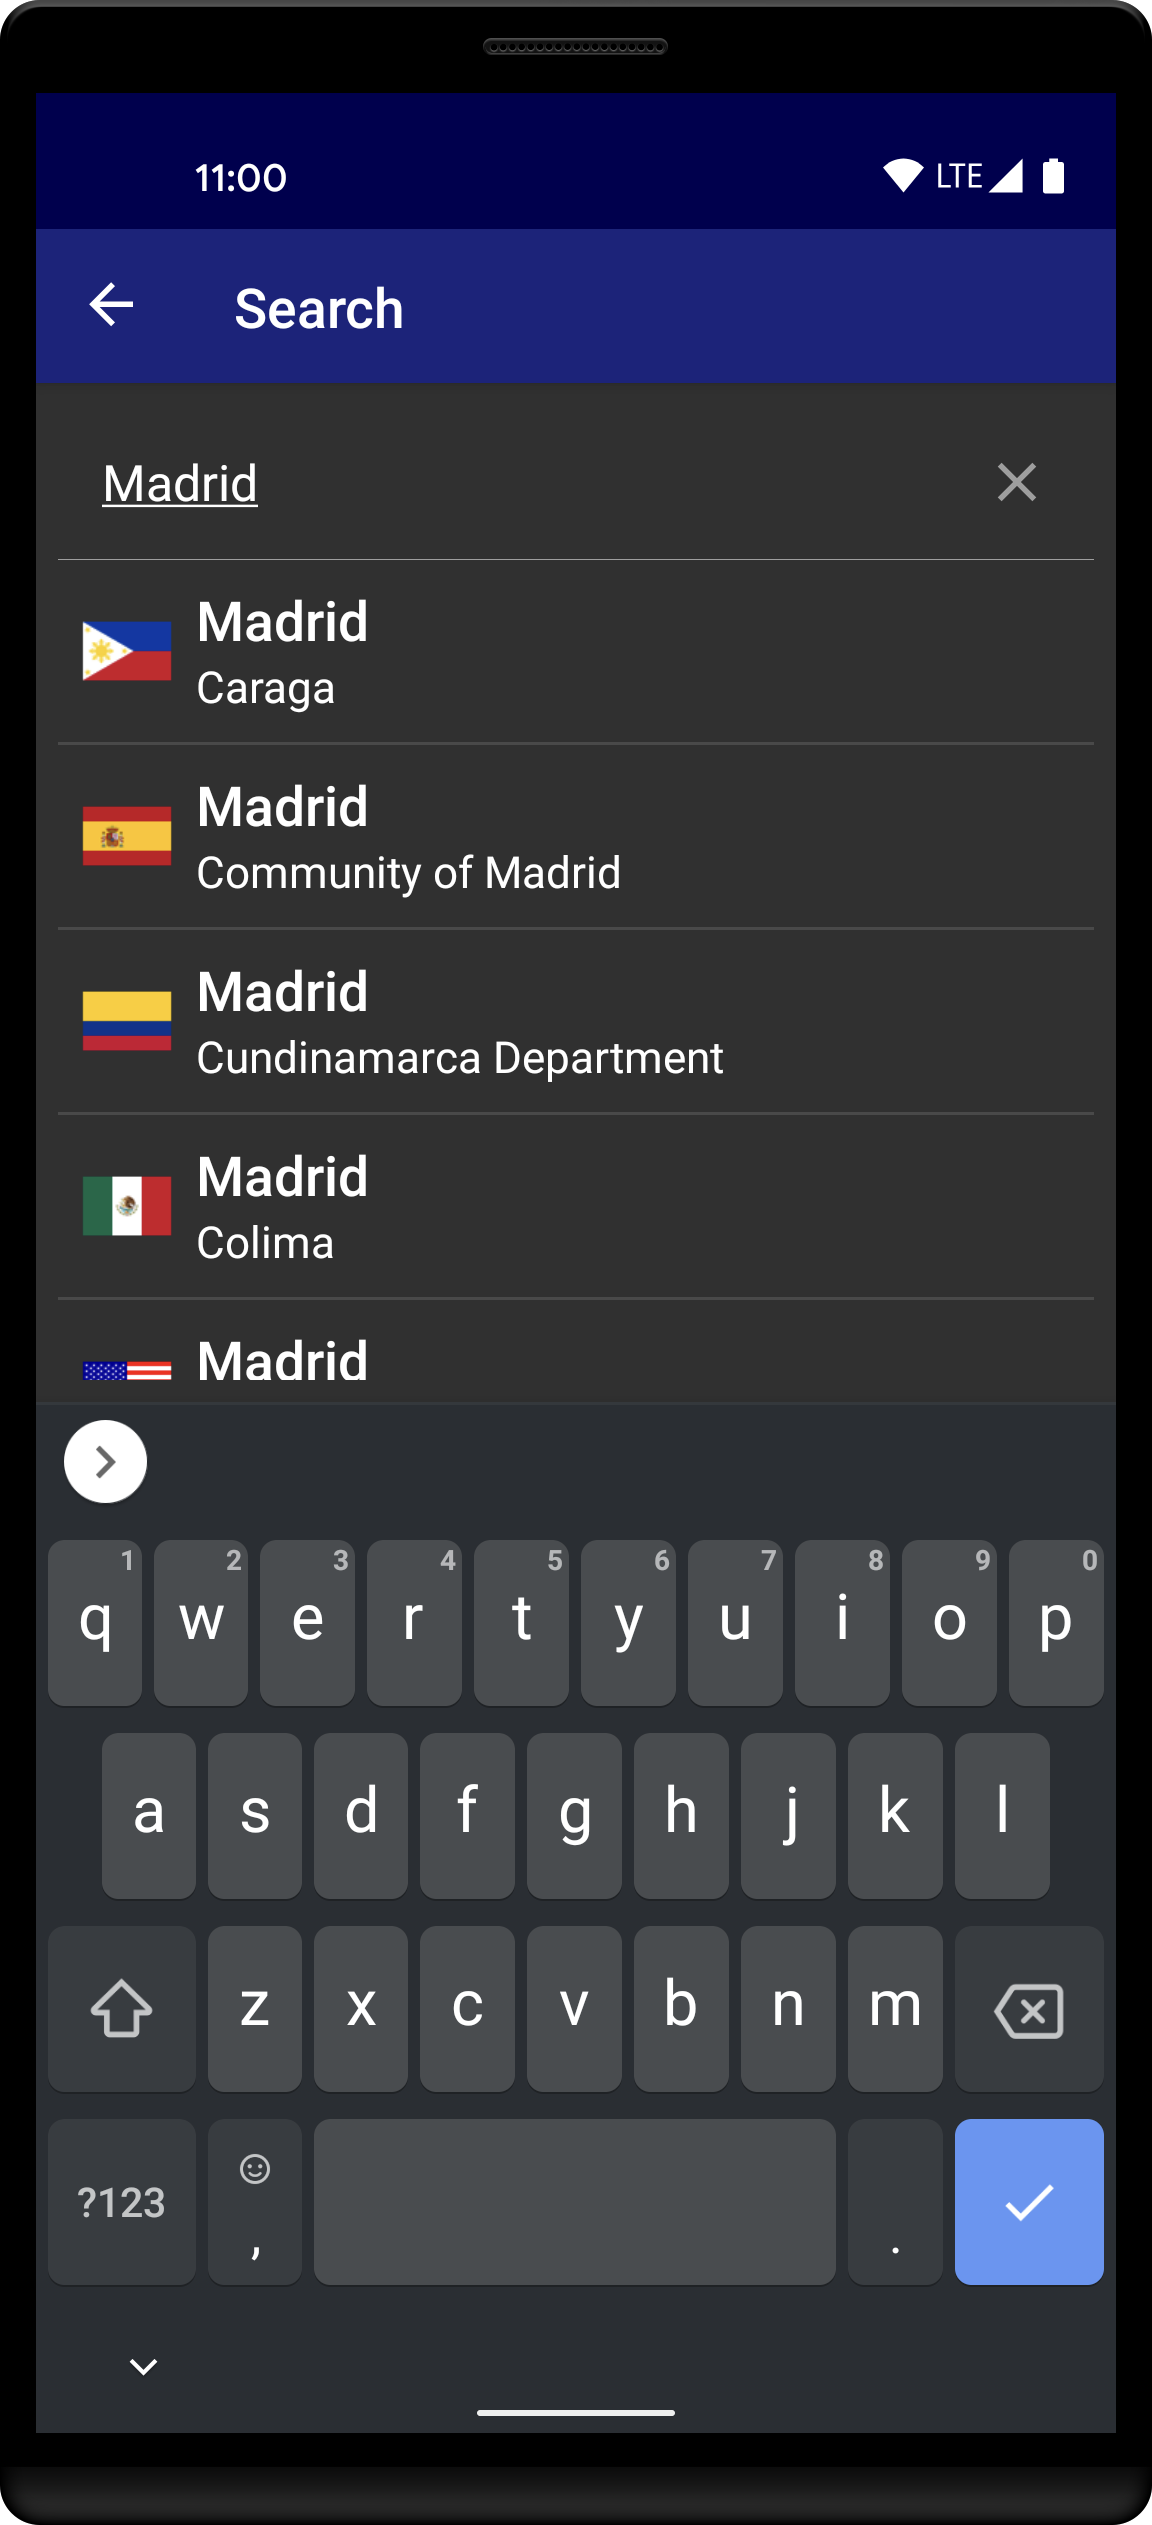 11:00 LTE
Search
Madrid
Madrid
Caraga
Madrid
Community of Madrid
Madrid
Cundinamarca Department
Madrid
Colima
Madrid
1 2 3 4 5 6 7 8 9 0
q w e r t y u i o p
a s d f g h j k l
z x c v b n m
?123 , .